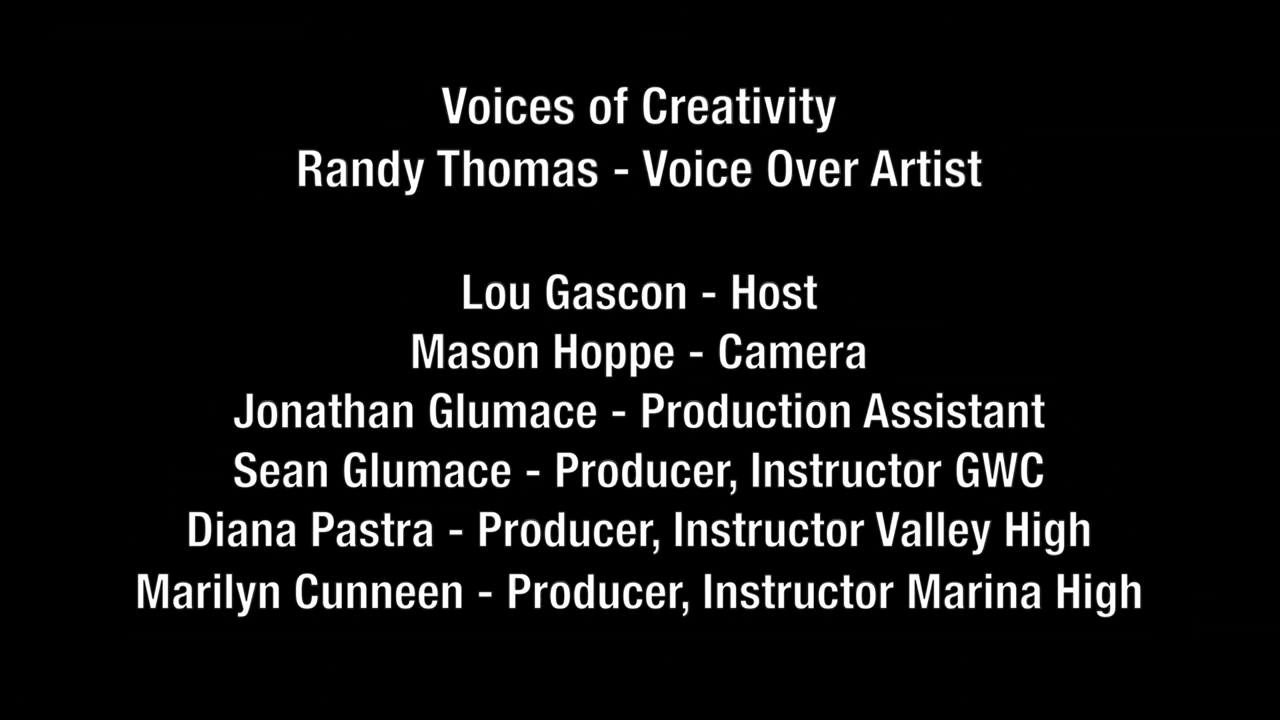 Voices of Creativity
Randy Thomas - Voice Over Artist
Lou Gascon - Host
Mason Hoppe - Camera
Jonathan Glumace - Production Assistant
Sean Glumace - Producer, Instructor GWC
Diana Pastra - Producer, Instructor Valley High
Marilyn Cunneen - Producer, Instructor Marina High